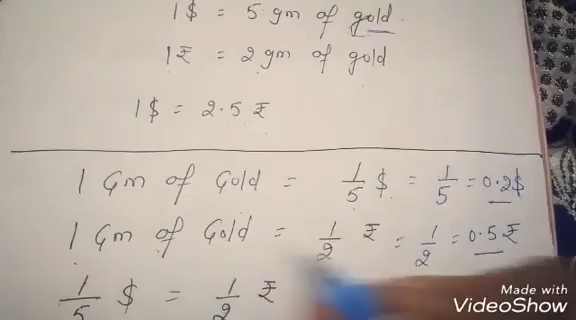 1$ = 5 gm of gold.
1₹ = 2 gm of gold
1$ = 2.5 ₹
1 Gm of Gold = 1/5 $ = 1/5 = 0.2$
1 Gm of Gold = 1/2 ₹ = 1/2 = 0.5₹
1/5 $ = 1/2 ₹
Made with
VideoShow